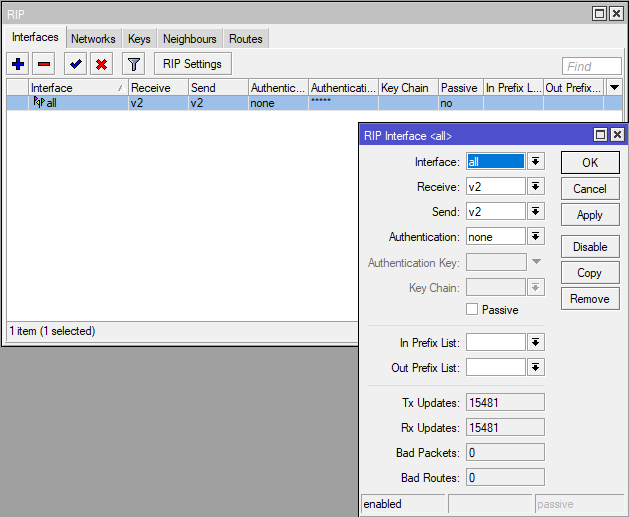 RIP
Interfaces Networks Keys Neighbours Routes
RIP Settings Find
Interface Receive Send Authentic... Authenticati... Key Chain Passive In Prefix L... Out Prefix...
all v2 v2 none ***** no
1 item (1 selected)
RIP Interface <all>
Interface: all OK
Receive: v2 Cancel
Send: v2 Apply
Authentication: none Disable
Authentication Key: Copy
Key Chain: Remove
Passive
In Prefix List:
Out Prefix List:
Tx Updates: 15481
Rx Updates: 15481
Bad Packets: 0
Bad Routes: 0
enabled passive